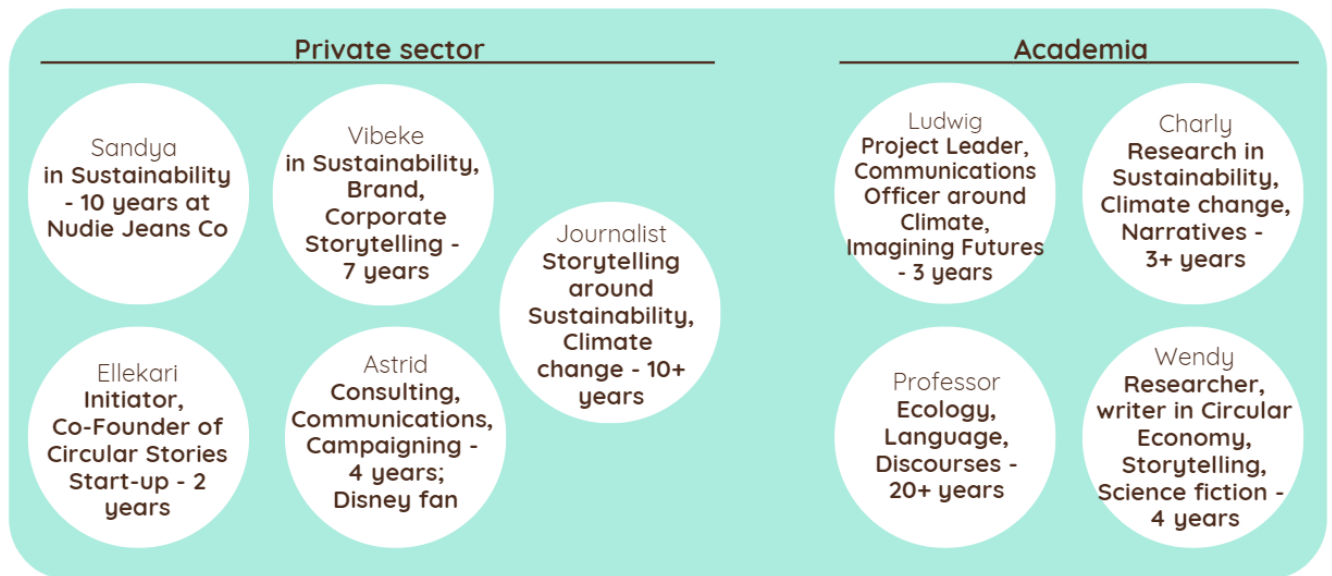 Private sector
Sandya
in Sustainability
- 10 years at
Nudie Jeans Co
Vibeke
in Sustainability,
Brand,
Corporate
Storytelling -
7 years
Journalist
Storytelling
around
Sustainability,
Climate
change - 10+
years
Ellekari
Initiator,
Co-Founder of
Circular Stories
Start-up - 2
years
Astrid
Consulting,
Communications,
Campaigning -
4 years;
Disney fan
Academia
Ludwig
Project Leader,
Communications
Officer around
Climate,
Imagining Futures
- 3 years
Charly
Research in
Sustainability,
Climate change,
Narratives -
3+ years
Professor
Ecology,
Language,
Discourses -
20+ years
Wendy
Researcher,
writer in Circular
Economy,
Storytelling,
Science fiction -
4 years